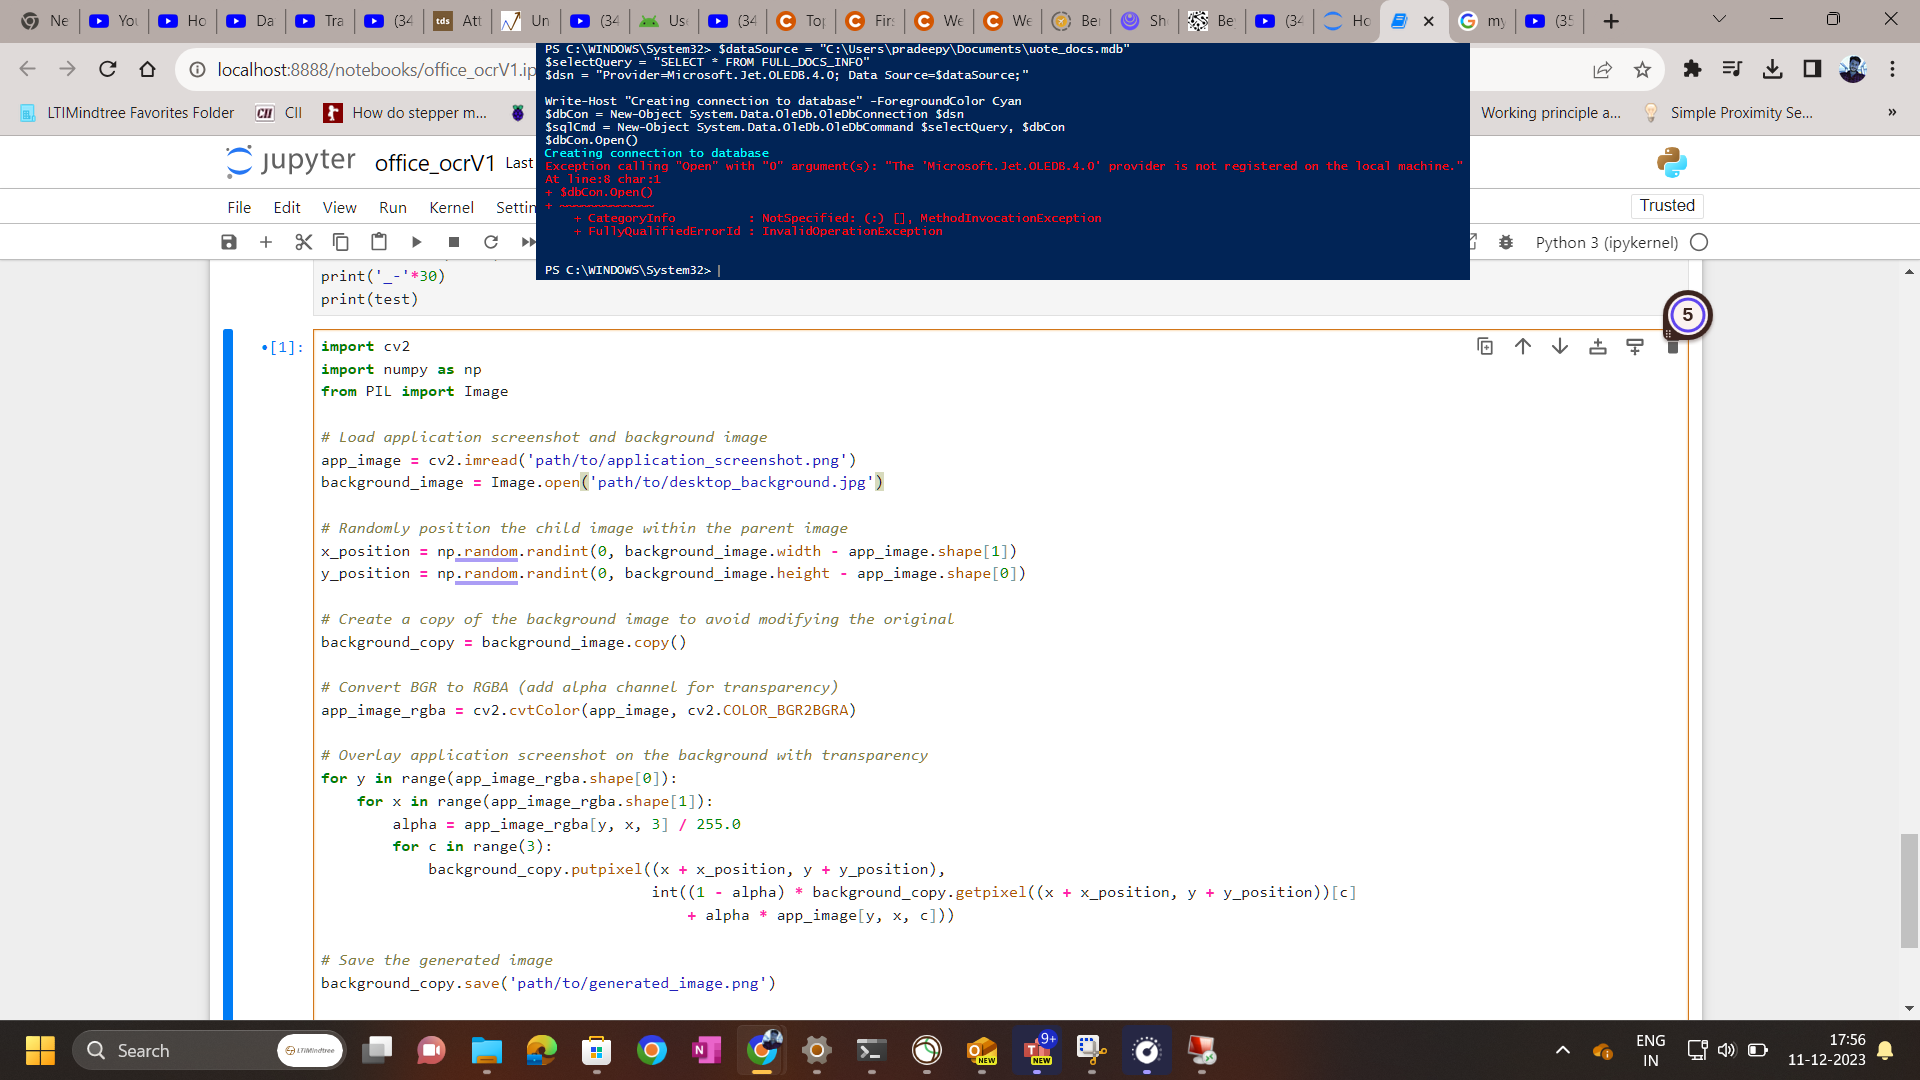 Ne
You
Ho
Da
Tra
(34
tds
Att
Un
(34
Use
(34
Top
Firs
We
We
Ber
Sh
Be
(34
Ho
my
(35
localhost:8888/notebooks/office_ocrV1.ip
LTIMindtree Favorites Folder
CII
CII
How do stepper m...
Working principle a...
Simple Proximity Se...
»
PS C:\WINDOWS\System32> $dataSource = "C:\Users\pradeepy\Documents\uote_docs.mdb"
$selectQuery = "SELECT * FROM FULL_DOCS_INFO"
$dsn = "Provider=Microsoft.Jet.OLEDB.4.0; Data Source=$dataSource;"
Write-Host "Creating connection to database" -ForegroundColor Cyan
$dbCon = New-Object System.Data.OleDb.OleDbConnection $dsn
$sqlCmd = New-Object System.Data.OleDb.OleDbCommand $selectQuery, $dbCon
$dbCon.Open()
Creating connection to database
Exception calling "Open" with "0" argument(s): "The 'Microsoft.Jet.OLEDB.4.0' provider is not registered on the local machine."
At line:8 char:1
+ $dbCon.Open()
+ ~~~~~~~~~~~~~
+ CategoryInfo : NotSpecified: (:) [], MethodInvocationException
+ FullyQualifiedErrorId : InvalidOperationException
PS C:\WINDOWS\System32>
jupyter office_ocrV1 Last
File Edit View Run Kernel Settin
Trusted
Python 3 (ipykernel)
print('_-'*30)
print(test)
5
•[1]:
import cv2
import numpy as np
from PIL import Image
# Load application screenshot and background image
app_image = cv2.imread('path/to/application_screenshot.png')
background_image = Image.open('path/to/desktop_background.jpg')
# Randomly position the child image within the parent image
x_position = np.random.randint(0, background_image.width - app_image.shape[1])
y_position = np.random.randint(0, background_image.height - app_image.shape[0])
# Create a copy of the background image to avoid modifying the original
background_copy = background_image.copy()
# Convert BGR to RGBA (add alpha channel for transparency)
app_image_rgba = cv2.cvtColor(app_image, cv2.COLOR_BGR2BGRA)
# Overlay application screenshot on the background with transparency
for y in range(app_image_rgba.shape[0]):
for x in range(app_image_rgba.shape[1]):
alpha = app_image_rgba[y, x, 3] / 255.0
for c in range(3):
background_copy.putpixel((x + x_position, y + y_position),
int((1 - alpha) * background_copy.getpixel((x + x_position, y + y_position))[c]
+ alpha * app_image[y, x, c]))
# Save the generated image
background_copy.save('path/to/generated_image.png')
Search
LTIMindtree
NEW
9+
NEW
ENG
IN
17:56
11-12-2023